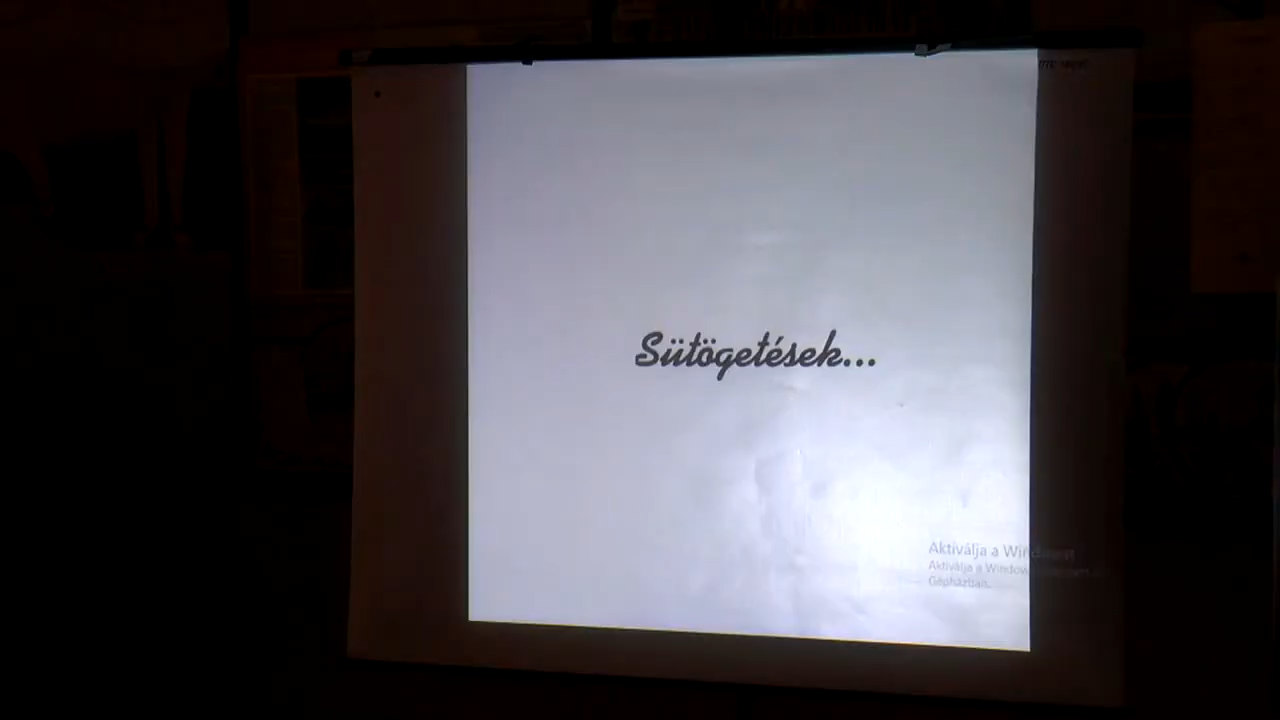 Sütögetések...
Aktiválja a Windowst
Aktiválja a Windows
Gépházban.